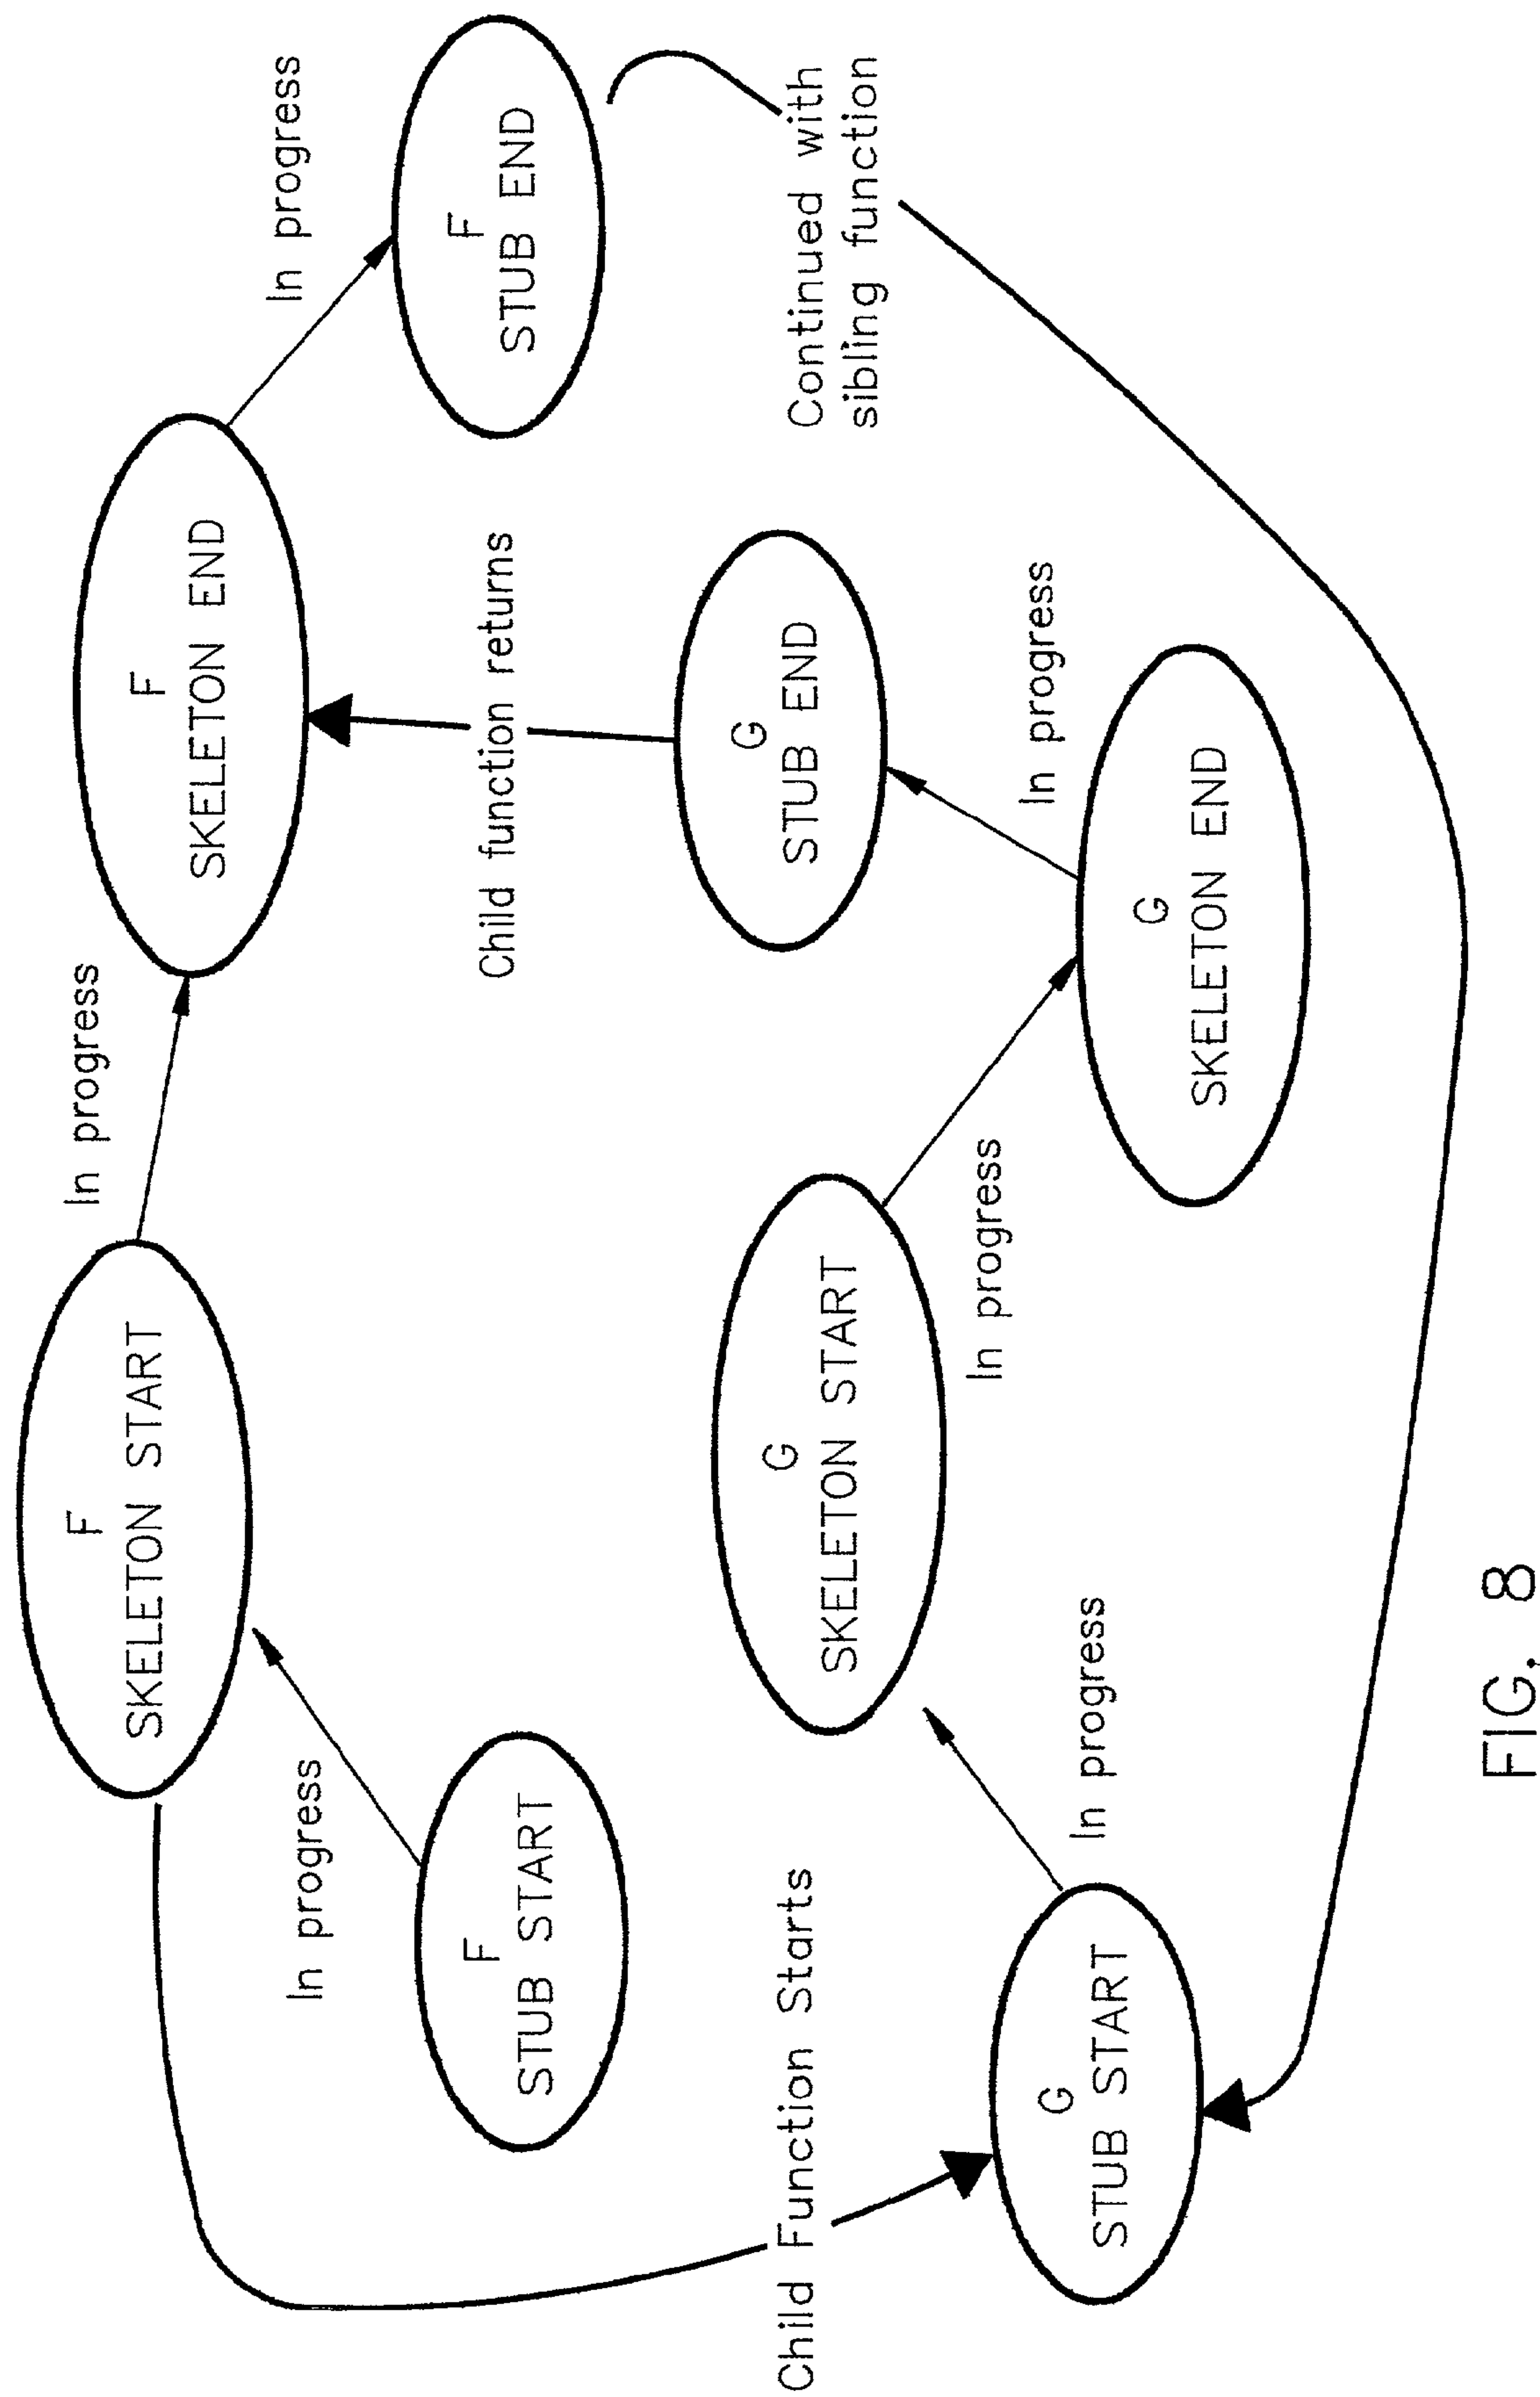 In progress
F
SKELETON START
In progress
F
SKELETON END
In progress
F
STUB START
F
STUB END
Child function returns
Child Function Starts
G
SKELETON START
G
STUB END
Continued with
sibling function
In progress
In progress
In progress
G
STUB START
G
SKELETON END
FIG. 8